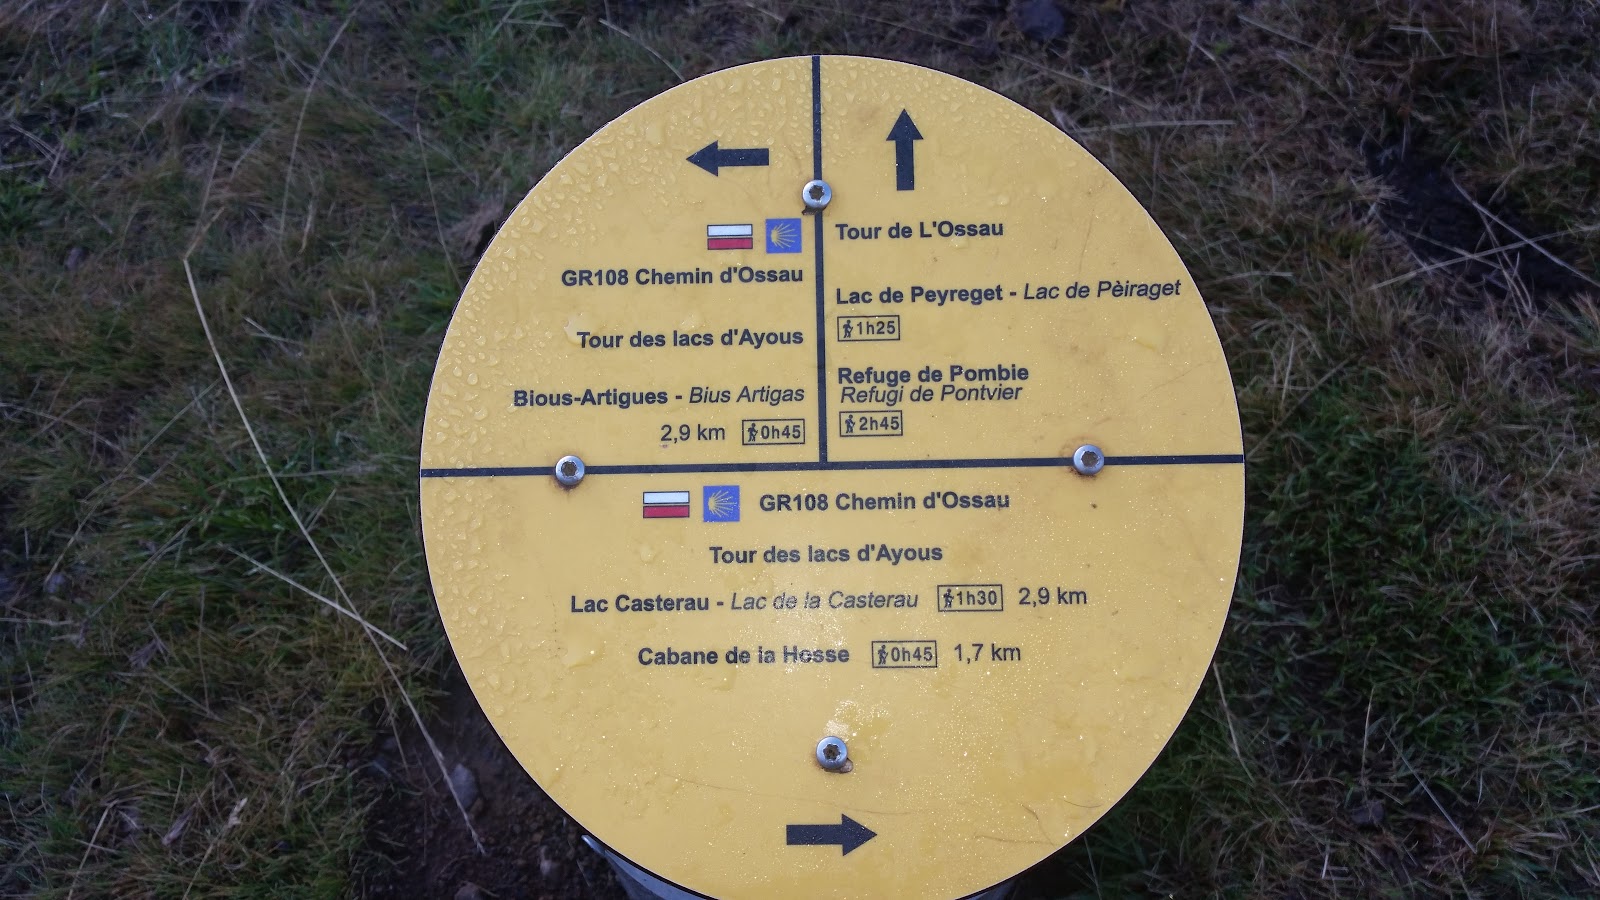 GR108 Chemin d'Ossau
Tour des lacs d'Ayous
Bious-Artigues - Bius Artigas
2,9 km 0h45
Tour de L'Ossau
Lac de Peyreget - Lac de Pèiraget
1h25
Refuge de Pombie
Refugi de Pontvier
2h45
GR108 Chemin d'Ossau
Tour des lacs d'Ayous
Lac Casterau - Lac de la Casterau 1h30 2,9 km
Cabane de la Hosse 0h45 1,7 km